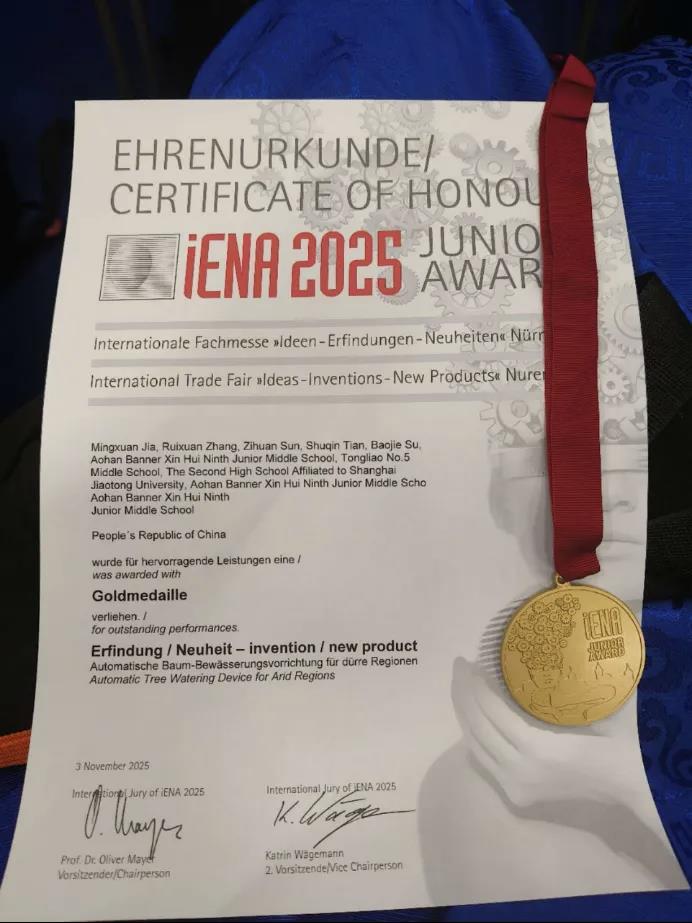 EHRENURKUNDE/
CERTIFICATE OF HONOU
iENA 2025 JUNIO
AWAR
Internationale Fachmesse »Ideen-Erfindungen-Neuheiten« Nürn
International Trade Fair »Ideas-Inventions-New Products« Nurem
Mingxuan Jia, Ruixuan Zhang, Zihuan Sun, Shuqin Tian, Baojie Su,
Aohan Banner Xin Hui Ninth Junior Middle School, Tongliao No.5
Middle School, The Second High School Affiliated to Shanghai
Jiaotong University, Aohan Banner Xin Hui Ninth Junior Middle Scho
Aohan Banner Xin Hui Ninth
Junior Middle School
People´s Republic of China
wurde für hervorragende Leistungen eine /
was awarded with
Goldmedaille
verliehen. /
for outstanding performances.
Erfindung / Neuheit – invention / new product
Automatische Baum-Bewässerungsvorrichtung für dürre Regionen
Automatic Tree Watering Device for Arid Regions
iENA
JUNIOR
AWARD
3 November 2025
International Jury of iENA 2025
Prof. Dr. Oliver Mayer
Vorsitzender/Chairperson
International Jury of iENA 2025
K. Wäge
Katrin Wägemann
2. Vorsitzende/Vice Chairperson